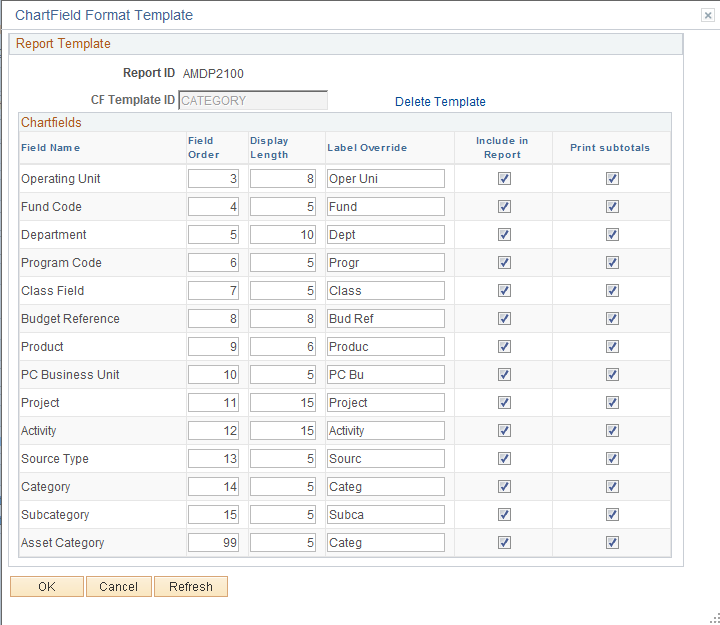 ChartField Format Template
Report Template
Report ID AMDP2100
CF Template ID CATEGORY Delete Template
Chartfields
Field Name Field Order Display Length Label Override Include in Report Print subtotals
Operating Unit 3 8 Oper Uni
Fund Code 4 5 Fund
Department 5 10 Dept
Program Code 6 5 Progr
Class Field 7 5 Class
Budget Reference 8 8 Bud Ref
Product 9 6 Produc
PC Business Unit 10 5 PC Bu
Project 11 15 Project
Activity 12 15 Activity
Source Type 13 5 Sourc
Category 14 5 Categ
Subcategory 15 5 Subca
Asset Category 99 5 Categ
OK Cancel Refresh